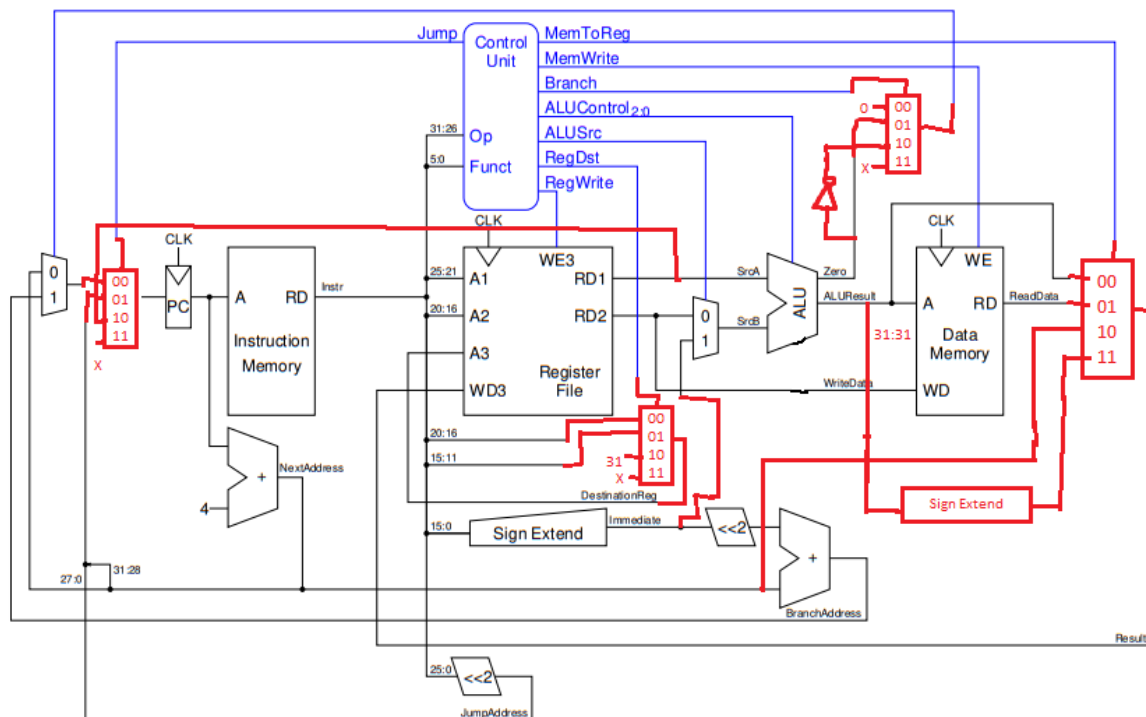 Jump
Control
Unit
MemToReg
MemWrite
Branch
ALUControl2:0
ALUSrc
RegDst
RegWrite
31:26
Op
5:0
Funct
0
00
01
10
11
X
CLK
CLK
CLK
0
1
00
01
10
11
X
PC
A
RD
Instruction
Memory
Instr
25:21
20:16
A1
A2
A3
WD3
WE3
RD1
RD2
Register
File
0
1
SrcA
SrcB
ALU
Zero
ALUResult
31:31
WE
A
RD
Data
Memory
WD
ReadData
WriteData
00
01
10
11
20:16
15:11
00
01
10
11
31
X
DestinationReg
4
+
NextAddress
15:0
Sign Extend
Immediate
<<2
+
Sign Extend
31:28
27:0
BranchAddress
Result
25:0
<<2
JumpAddress